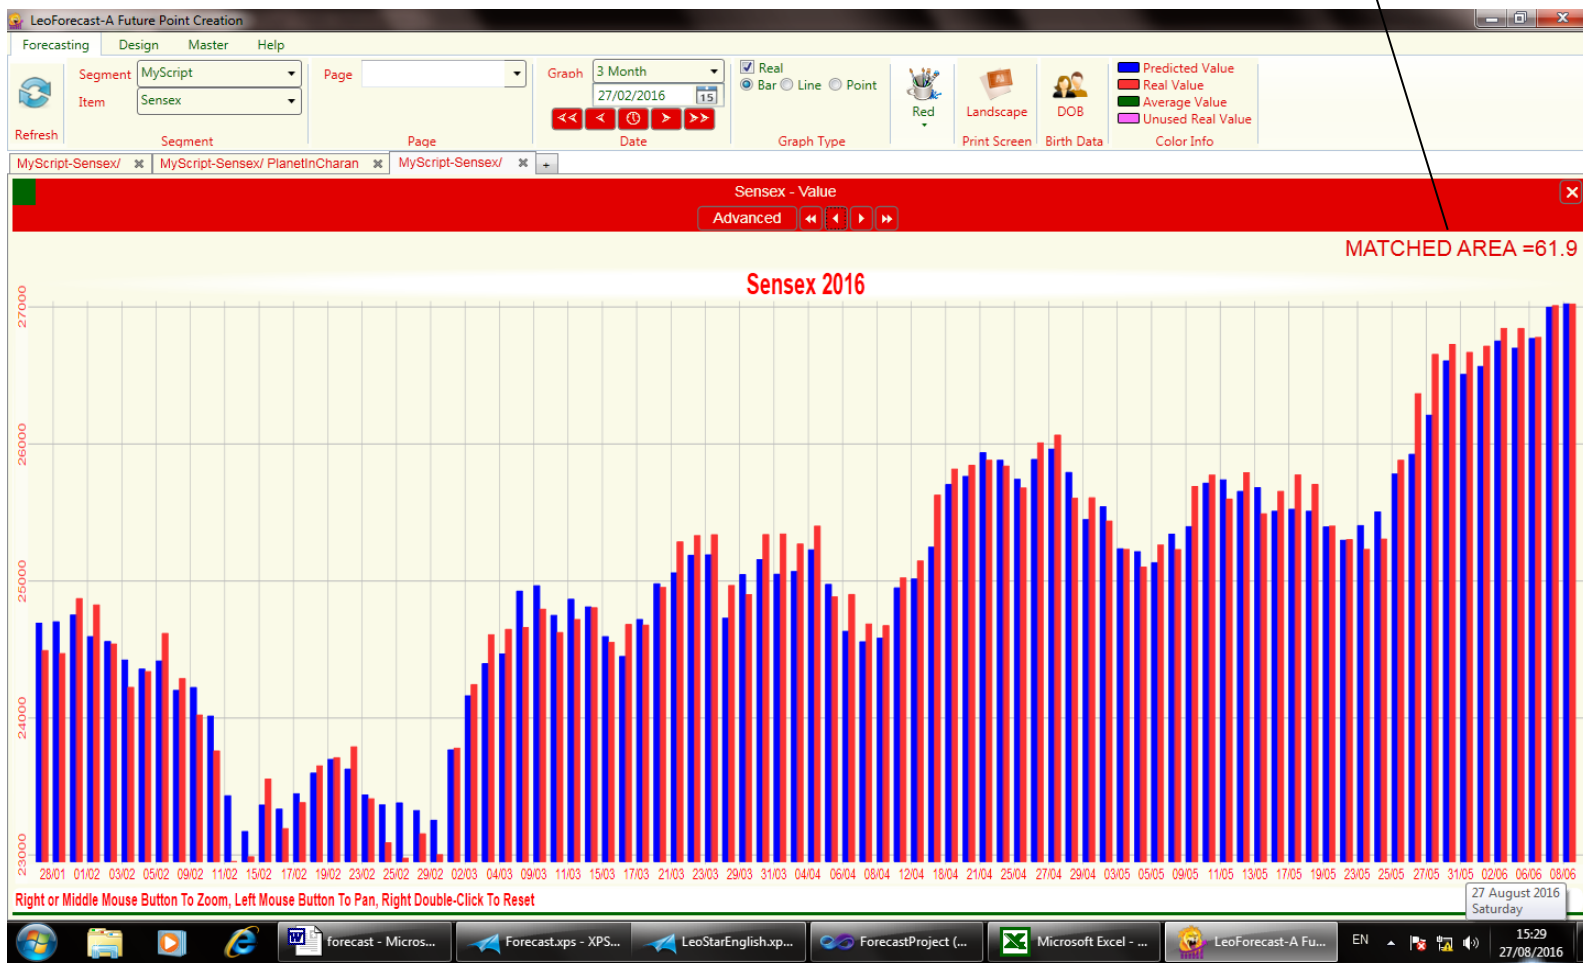 LeoForecast-A Future Point Creation
Forecasting Design Master Help
Segment MyScript
Item Sensex
Refresh
Segment
Page
Page
Graph 3 Month
27/02/2016 15
Date
Real
Bar Line Point
Graph Type
Red
Landscape
Print Screen
DOB
Birth Data
Predicted Value
Real Value
Average Value
Unused Real Value
Color Info
MyScript-Sensex/ MyScript-Sensex/ PlanetInCharan MyScript-Sensex/ +
Sensex - Value
Advanced
MATCHED AREA =61.9
Sensex 2016
27000
26000
25000
24000
23000
28/01 01/02 03/02 05/02 09/02 11/02 15/02 17/02 19/02 23/02 25/02 29/02 02/03 04/03 09/03 11/03 15/03 17/03 21/03 23/03 29/03 31/03 04/04 06/04 08/04 12/04 18/04 21/04 25/04 27/04 29/04 03/05 05/05 09/05 11/05 13/05 17/05 19/05 23/05 25/05 27/05 31/05 02/06 06/06 08/06
Right or Middle Mouse Button To Zoom, Left Mouse Button To Pan, Right Double-Click To Reset
27 August 2016
Saturday
forecast - Micros... Forecast.xps - XPS... LeoStarEnglish.xp... ForecastProject (... Microsoft Excel - ... LeoForecast-A Fu... EN
15:29
27/08/2016